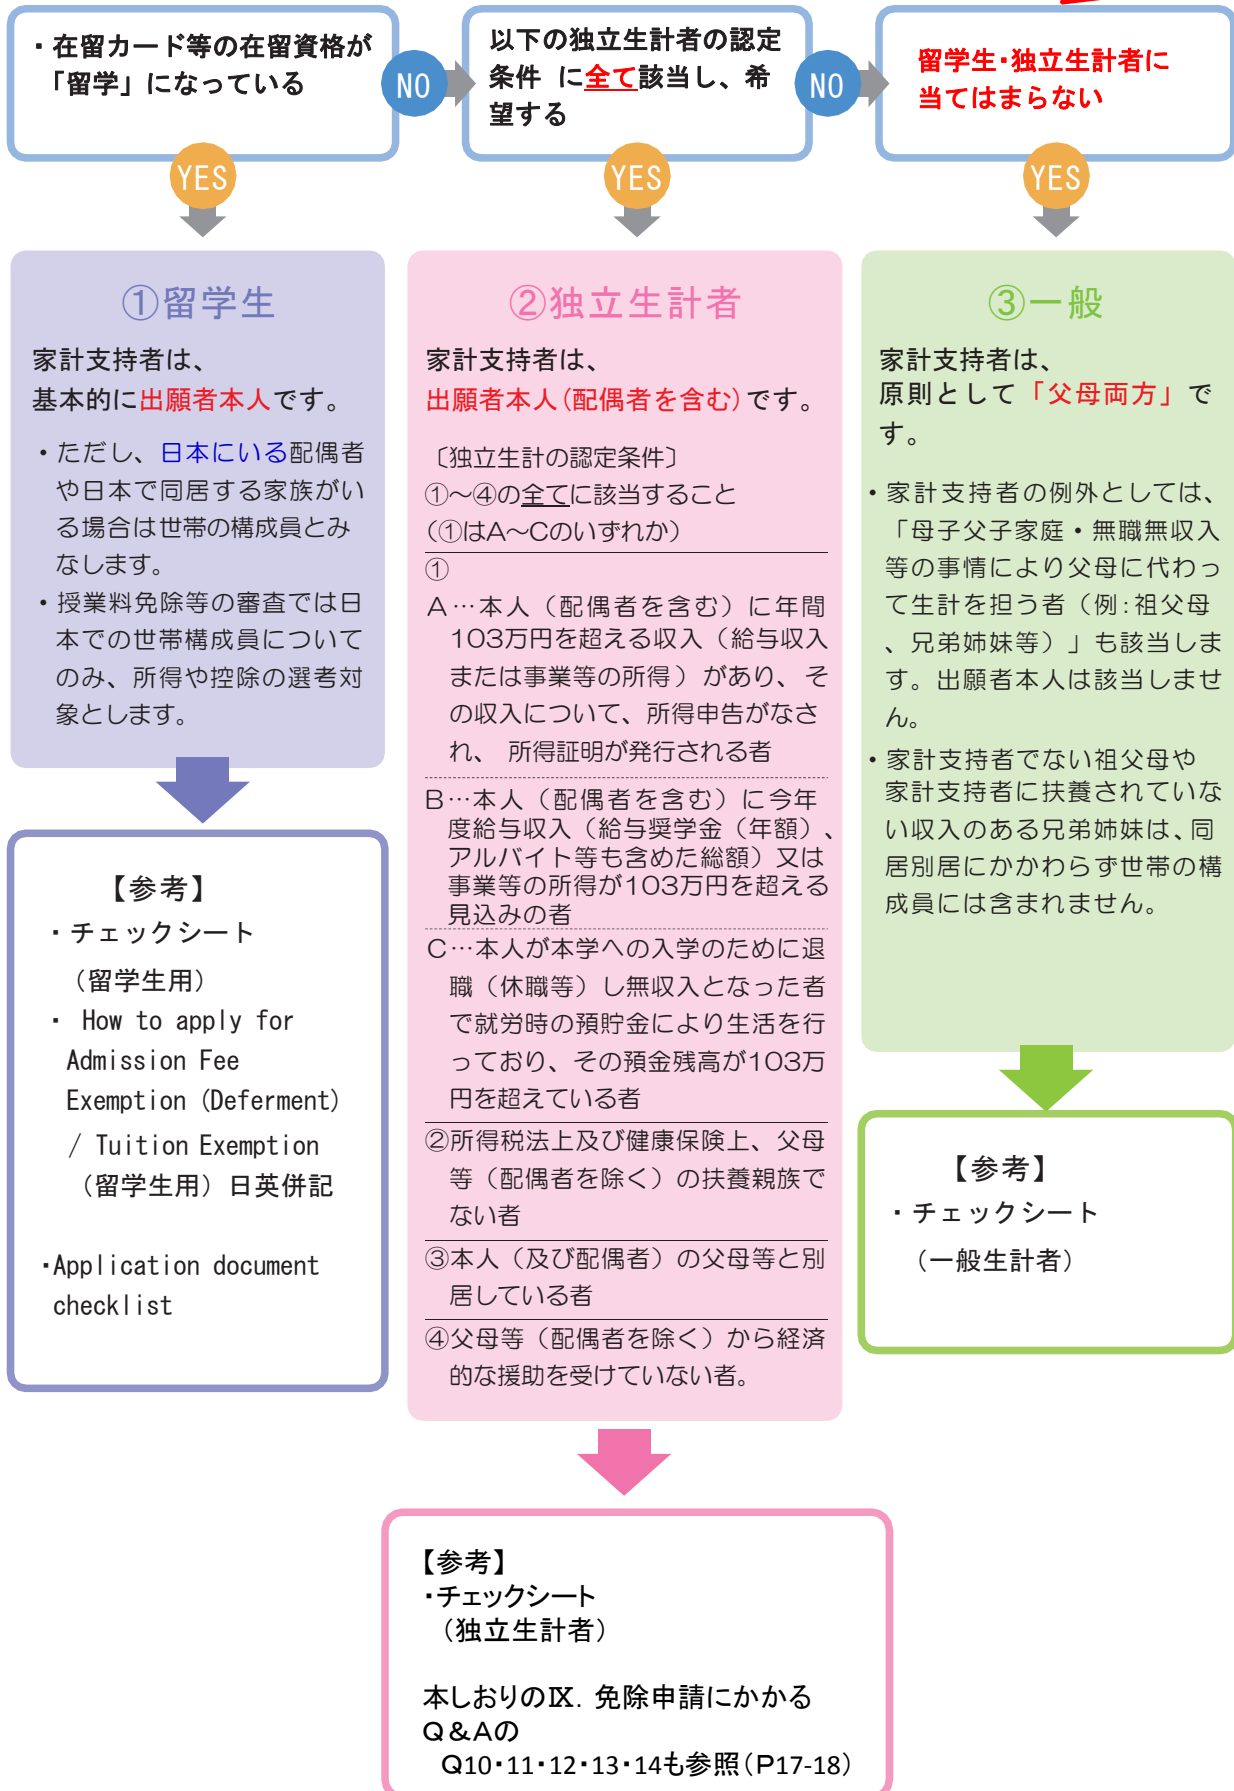 ・在留カード等の在留資格が
「留学」になっている
NO
以下の独立生計者の認定
条件 に全て該当し、希
望する
NO
留学生・独立生計者に
当てはまらない
YES
YES
YES
①留学生
家計支持者は、
基本的に出願者本人です。
・ただし、日本にいる配偶者
や日本で同居する家族がい
る場合は世帯の構成員とみ
なします。
・授業料免除等の審査では日
本での世帯構成員について
のみ、所得や控除の選考対
象とします。
【参考】
・チェックシート
（留学生用）
・ How to apply for
Admission Fee
Exemption (Deferment)
/ Tuition Exemption
（留学生用）日英併記
・Application document
checklist
②独立生計者
家計支持者は、
出願者本人(配偶者を含む)です。
〔独立生計の認定条件〕
①～④の全てに該当すること
（①はA～Cのいずれか）
①
A…本人（配偶者を含む）に年間
103万円を超える収入（給与収入
または事業等の所得）があり、そ
の収入について、所得申告がなさ
れ、 所得証明が発行される者
B…本人（配偶者を含む）に今年
度給与収入（給与奨学金（年額）、
アルバイト等も含めた総額）又は
事業等の所得が103万円を超える
見込みの者
C…本人が本学への入学のために退
職（休職等）し無収入となった者
で就労時の預貯金により生活を行
っており、その預金残高が103万
円を超えている者
②所得税法上及び健康保険上、父母
等（配偶者を除く）の扶養親族で
ない者
③本人（及び配偶者）の父母等と別
居している者
④父母等（配偶者を除く）から経済
的な援助を受けていない者。
【参考】
・チェックシート
（独立生計者）
本しおりのⅨ．免除申請にかかる
Q＆Aの
Q10・11・12・13・14も参照（P17-18）
③一般
家計支持者は、
原則として「父母両方」で
す。
・家計支持者の例外としては、
「母子父子家庭・無職無収入
等の事情により父母に代わっ
て生計を担う者（例:祖父母
、兄弟姉妹等）」も該当しま
す。出願者本人は該当しませ
ん。
・家計支持者でない祖父母や
家計支持者に扶養されていな
い収入のある兄弟姉妹は、同
居別居にかかわらず世帯の構
成員には含まれません。
【参考】
・チェックシート
（一般生計者）